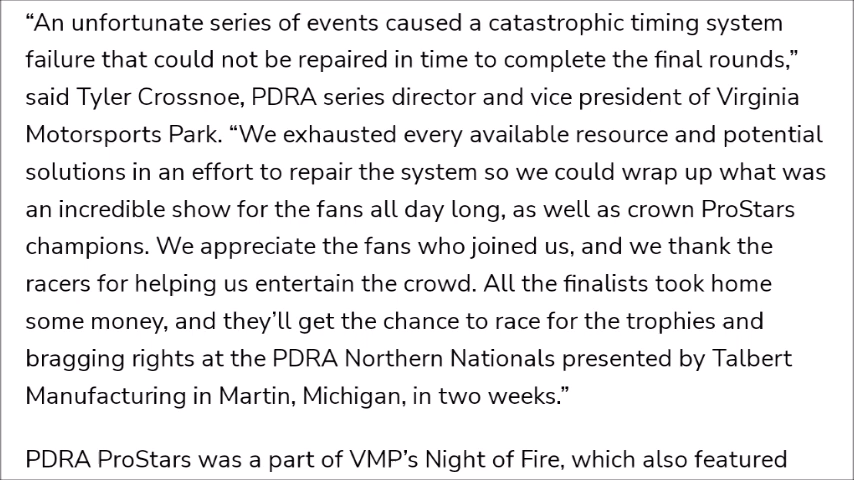 “An unfortunate series of events caused a catastrophic timing system
failure that could not be repaired in time to complete the final rounds,”
said Tyler Crossnoe, PDRA series director and vice president of Virginia
Motorsports Park. “We exhausted every available resource and potential
solutions in an effort to repair the system so we could wrap up what was
an incredible show for the fans all day long, as well as crown ProStars
champions. We appreciate the fans who joined us, and we thank the
racers for helping us entertain the crowd. All the finalists took home
some money, and they’ll get the chance to race for the trophies and
bragging rights at the PDRA Northern Nationals presented by Talbert
Manufacturing in Martin, Michigan, in two weeks.”
PDRA ProStars was a part of VMP’s Night of Fire, which also featured